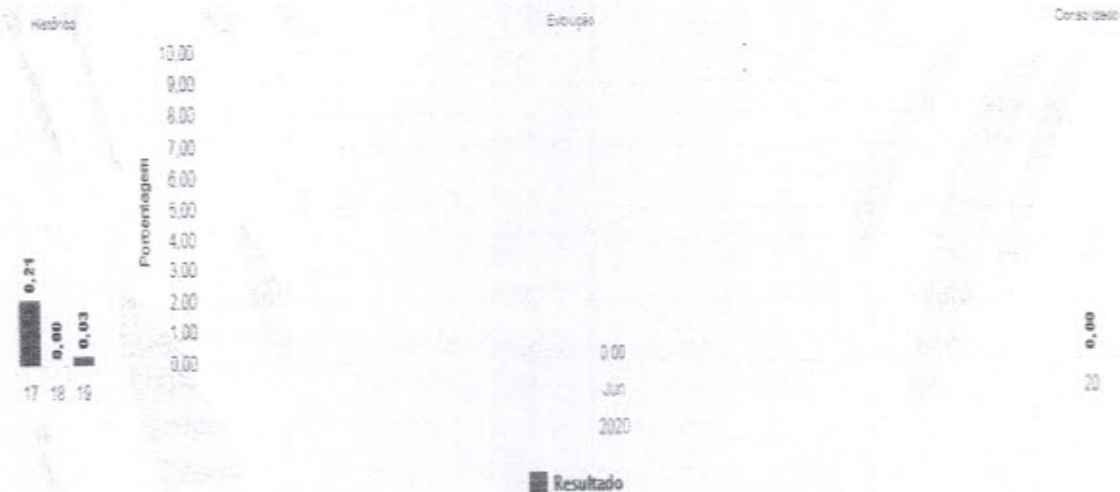 Histórico
Evolução
Consolidado
Porcentagem
10.00
9.00
8.00
7.00
6.00
5.00
4.00
3.00
2.00
1.00
0.00
0,21
0,00
0,03
17 18 19
0.00
Jun
2020
0,00
20
Resultado